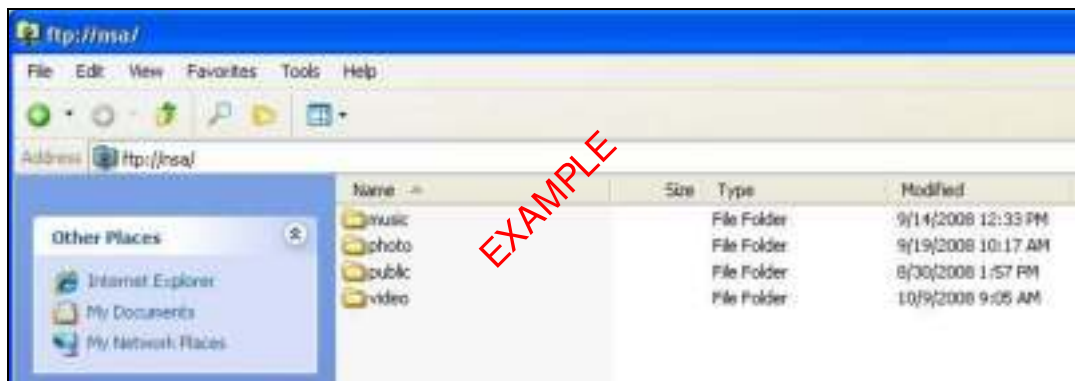 ftp://nsa/
File Edit View Favorites Tools Help
Address ftp://nsa/
Name Size Type Modified
music File Folder 9/14/2008 12:33 PM
photo File Folder 9/19/2008 10:17 AM
public File Folder 8/30/2008 1:57 PM
video File Folder 10/9/2008 9:05 AM
Other Places
Internet Explorer
My Documents
My Network Places
EXAMPLE